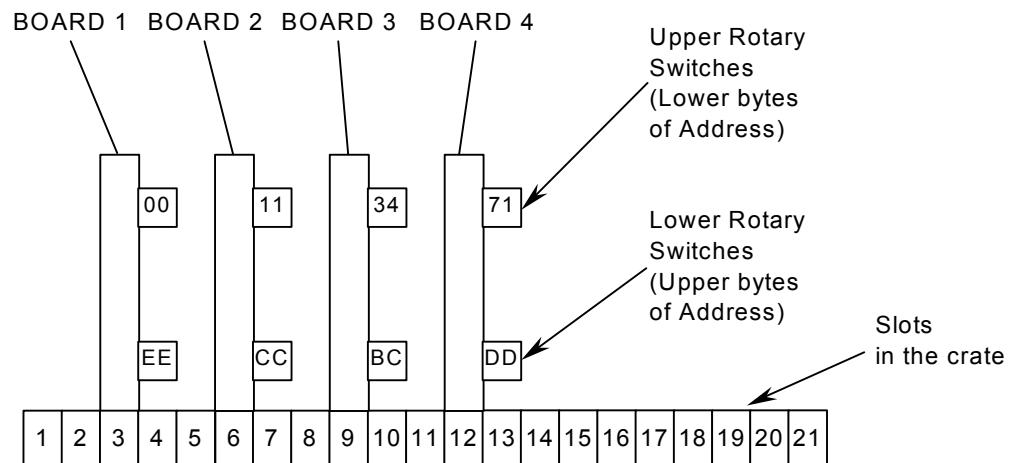 BOARD 1 BOARD 2 BOARD 3 BOARD 4
Upper Rotary
Switches
(Lower bytes
of Address)
00 11 34 71
Lower Rotary
Switches
(Upper bytes
of Address)
EE CC BC DD
Slots
in the crate
1 2 3 4 5 6 7 8 9 10 11 12 13 14 15 16 17 18 19 20 21